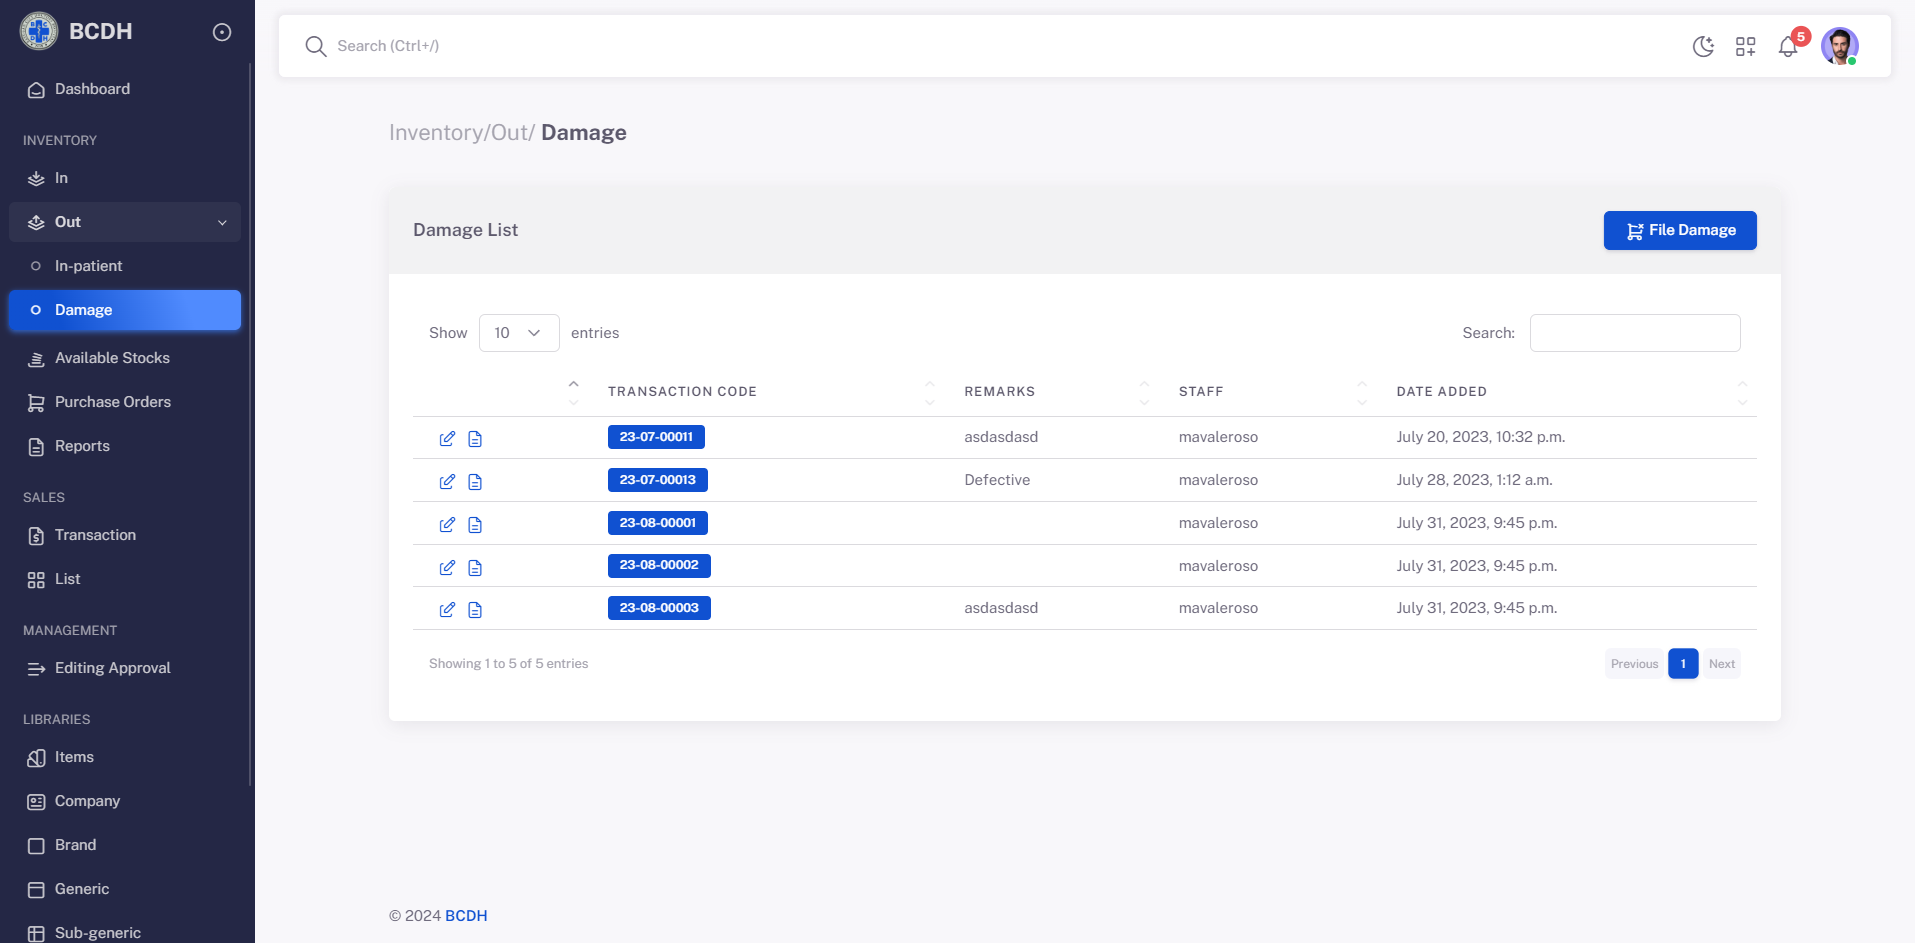 BCDH
Dashboard
INVENTORY
In
Out
In-patient
Damage
Available Stocks
Purchase Orders
Reports
SALES
Transaction
List
MANAGEMENT
Editing Approval
LIBRARIES
Items
Company
Brand
Generic
Sub-generic
Search (Ctrl+/)
5
Inventory/Out/ Damage
Damage List
File Damage
Show 10 entries
Search:
TRANSACTION CODE REMARKS STAFF DATE ADDED
23-07-00011 asdasdasd mavaleroso July 20, 2023, 10:32 p.m.
23-07-00013 Defective mavaleroso July 28, 2023, 1:12 a.m.
23-08-00001 mavaleroso July 31, 2023, 9:45 p.m.
23-08-00002 mavaleroso July 31, 2023, 9:45 p.m.
23-08-00003 asdasdasd mavaleroso July 31, 2023, 9:45 p.m.
Showing 1 to 5 of 5 entries
Previous 1 Next
© 2024 BCDH